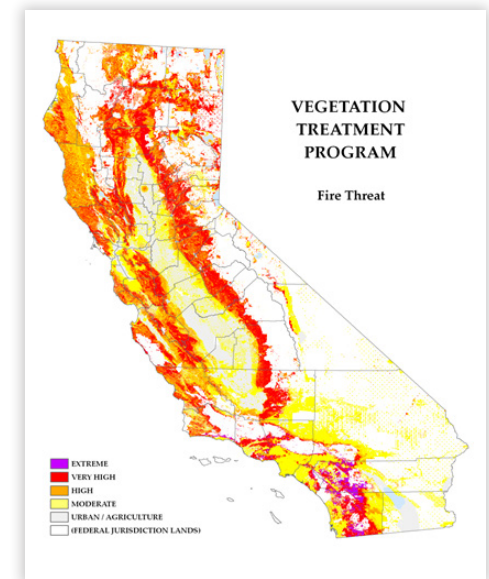 VEGETATION
TREATMENT
PROGRAM
Fire Threat
EXTREME
VERY HIGH
HIGH
MODERATE
URBAN / AGRICULTURE
(FEDERAL JURISDICTION LANDS)